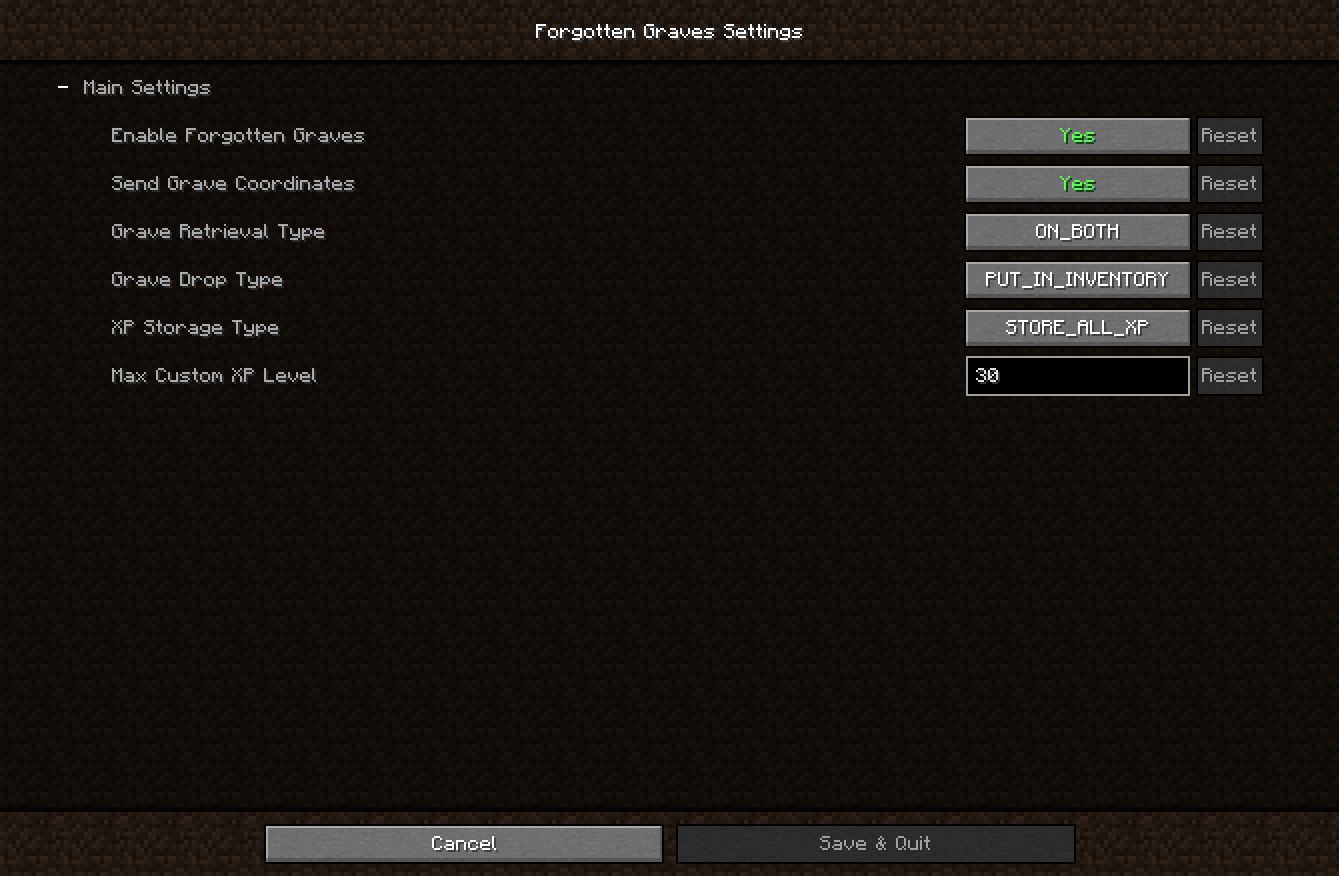 Forgotten Graves Settings
- Main Settings
Enable Forgotten Graves Yes Reset
Send Grave Coordinates Yes Reset
Grave Retrieval Type ON_BOTH Reset
Grave Drop Type PUT_IN_INVENTORY Reset
XP Storage Type STORE_ALL_XP Reset
Max Custom XP Level 30 Reset
Cancel Save & Quit